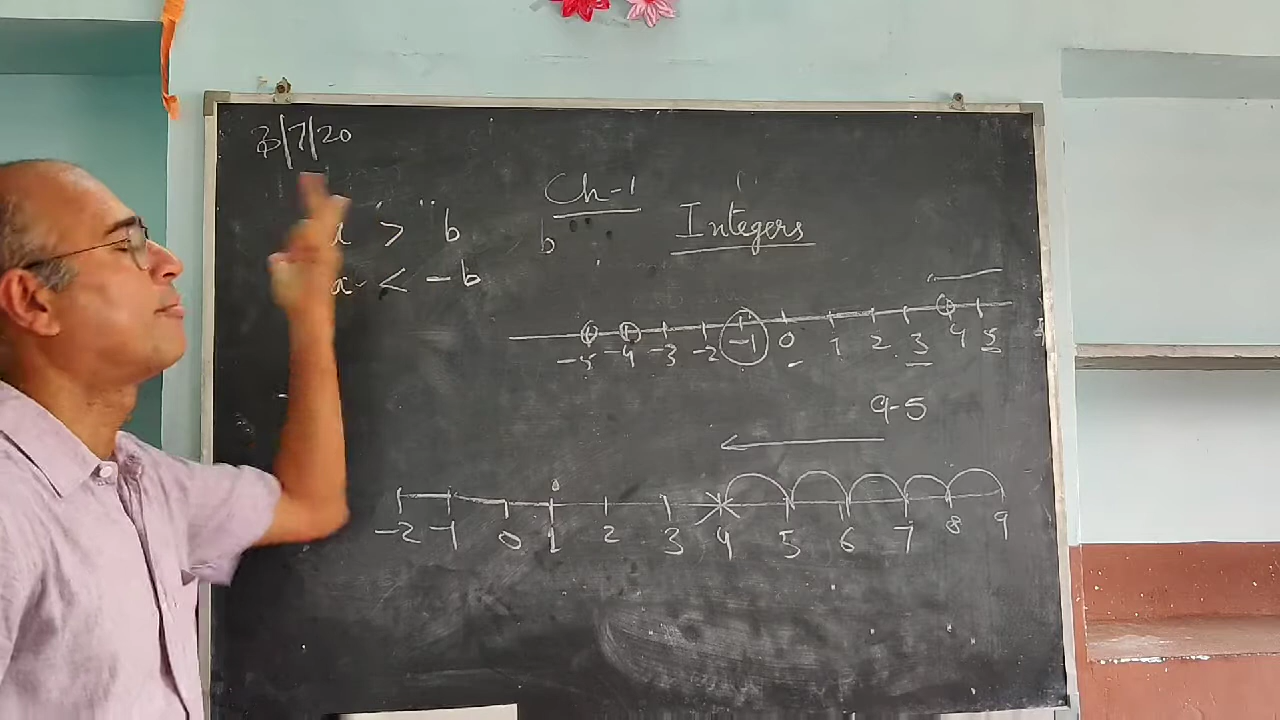 3|7|20
Ch-1
Integers
a > b
b
a < -b
-5 -4 -3 -2 -1 0 1 2 3 4 5
9-5
-2 -1 0 1 2 3 4 5 6 7 8 9